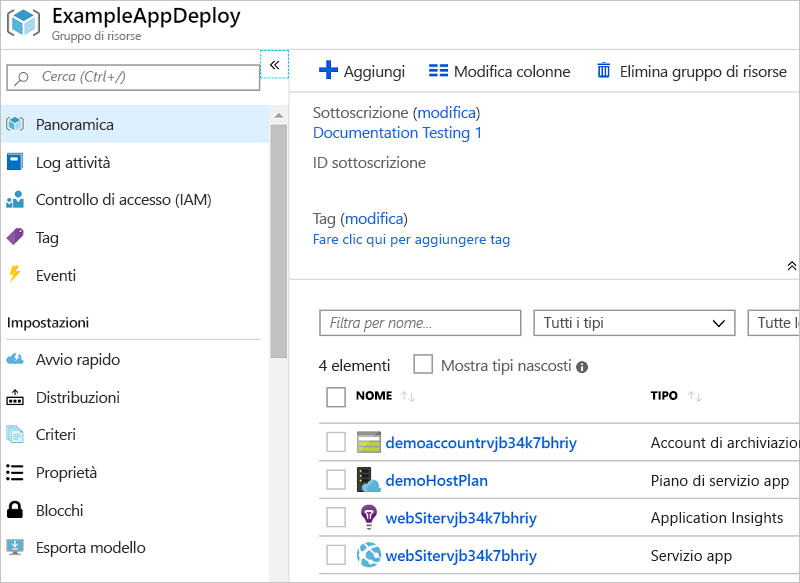 ExampleAppDeploy
Gruppo di risorse
Cerca (Ctrl+/)
«
Panoramica
Log attività
Controllo di accesso (IAM)
Tag
Eventi
Impostazioni
Avvio rapido
Distribuzioni
Criteri
Proprietà
Blocchi
Esporta modello
Aggiungi
Modifica colonne
Elimina gruppo di risorse
Sottoscrizione (modifica)
Documentation Testing 1
ID sottoscrizione
Tag (modifica)
Fare clic qui per aggiungere tag
Filtra per nome...
Tutti i tipi
Tutte l
4 elementi
Mostra tipi nascosti
NOME
TIPO
demoaccountrvjb34k7bhriy
Account di archiviazion
demoHostPlan
Piano di servizio app
webSitervjb34k7bhriy
Application Insights
webSitervjb34k7bhriy
Servizio app